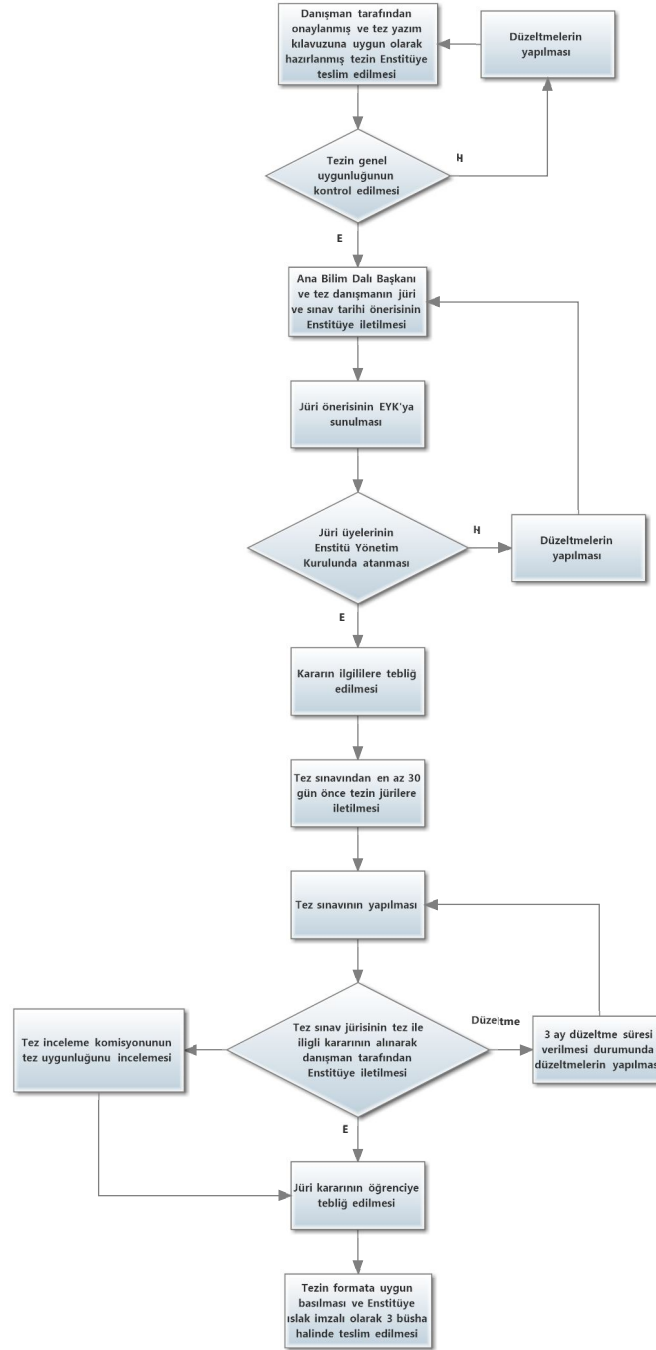 Danışman tarafından
onaylanmış ve tez yazım
kılavuzuna uygun olarak
hazırlanmış tezin Enstitüye
teslim edilmesi
Düzeltmelerin
yapılması
Tezin genel
uygunluğunun
kontrol edilmesi
H
E
Ana Bilim Dalı Başkanı
ve tez danışmanın jüri
ve sınav tarihi önerisinin
Enstitüye iletilmesi
Jüri önerisinin EYK'ya
sunulması
Jüri üyelerinin
Enstitü Yönetim
Kurulunda atanması
H
Düzeltmelerin
yapılması
E
Kararın ilgililere tebliğ
edilmesi
Tez sınavından en az 30
gün önce tezin jürilere
iletilmesi
Tez sınavının yapılması
Tez inceleme komisyonunun
tez uygunluğunu incelemesi
Tez sınav jürisinin tez ile
iligli kararının alınarak
danışman tarafından
Enstitüye iletilmesi
Düzeltme
3 ay düzeltme süresi
verilmesi durumunda
düzeltmelerin yapılması
E
Jüri kararının öğrenciye
tebliğ edilmesi
Tezin formata uygun
basılması ve Enstitüye
ıslak imzalı olarak 3 büsha
halinde teslim edilmesi